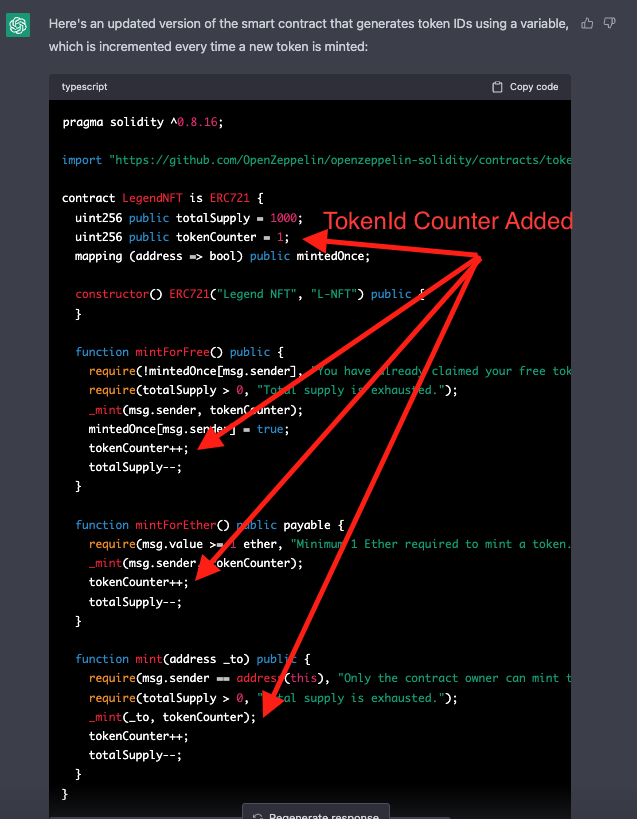 Here's an updated version of the smart contract that generates token IDs using a variable,
which is incremented every time a new token is minted:
typescript
Copy code
pragma solidity ^0.8.16;
import "https://github.com/OpenZeppelin/openzeppelin-solidity/contracts/toke
contract LegendNFT is ERC721 {
uint256 public totalSupply = 1000;
TokenId Counter Added
uint256 public tokenCounter = 1;
mapping (address => bool) public mintedOnce;
constructor() ERC721("Legend NFT", "L-NFT") public {
}
function mintForFree() public {
require(!mintedOnce[msg.sender], "You have already claimed your free tok
require(totalSupply > 0, "Total supply is exhausted.");
_mint(msg.sender, tokenCounter);
mintedOnce[msg.sender] = true;
tokenCounter++;
totalSupply--;
}
function mintForEther() public payable {
require(msg.value >= 1 ether, "Minimum 1 Ether required to mint a token.
_mint(msg.sender, tokenCounter);
tokenCounter++;
totalSupply--;
}
function mint(address _to) public {
require(msg.sender == address(this), "Only the contract owner can mint t
require(totalSupply > 0, "Total supply is exhausted.");
_mint(_to, tokenCounter);
tokenCounter++;
totalSupply--;
}
}
Regenerate response